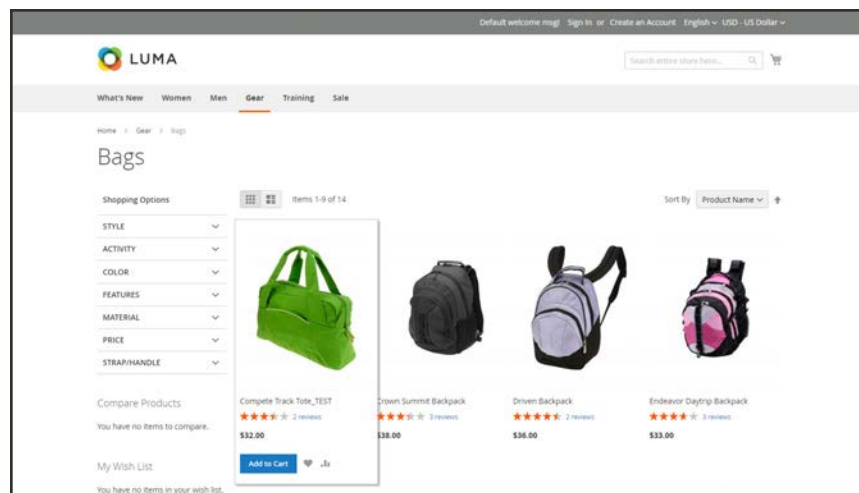 Default welcome msg! Sign In or Create an Account English USD - US Dollar
LUMA
Search entire store here...
What's New Women Men Gear Training Sale
Home > Gear > Bags
Bags
Shopping Options
Items 1-9 of 14
Sort By Product Name
STYLE
ACTIVITY
COLOR
FEATURES
MATERIAL
PRICE
STRAP/HANDLE
Compare Products
You have no items to compare.
My Wish List
You have no items in your wish list.
Compete Track Tote_TEST
2 reviews
$32.00
Add to Cart
Crown Summit Backpack
3 reviews
$38.00
Driven Backpack
2 reviews
$36.00
Endeavor Daytrip Backpack
3 reviews
$33.00